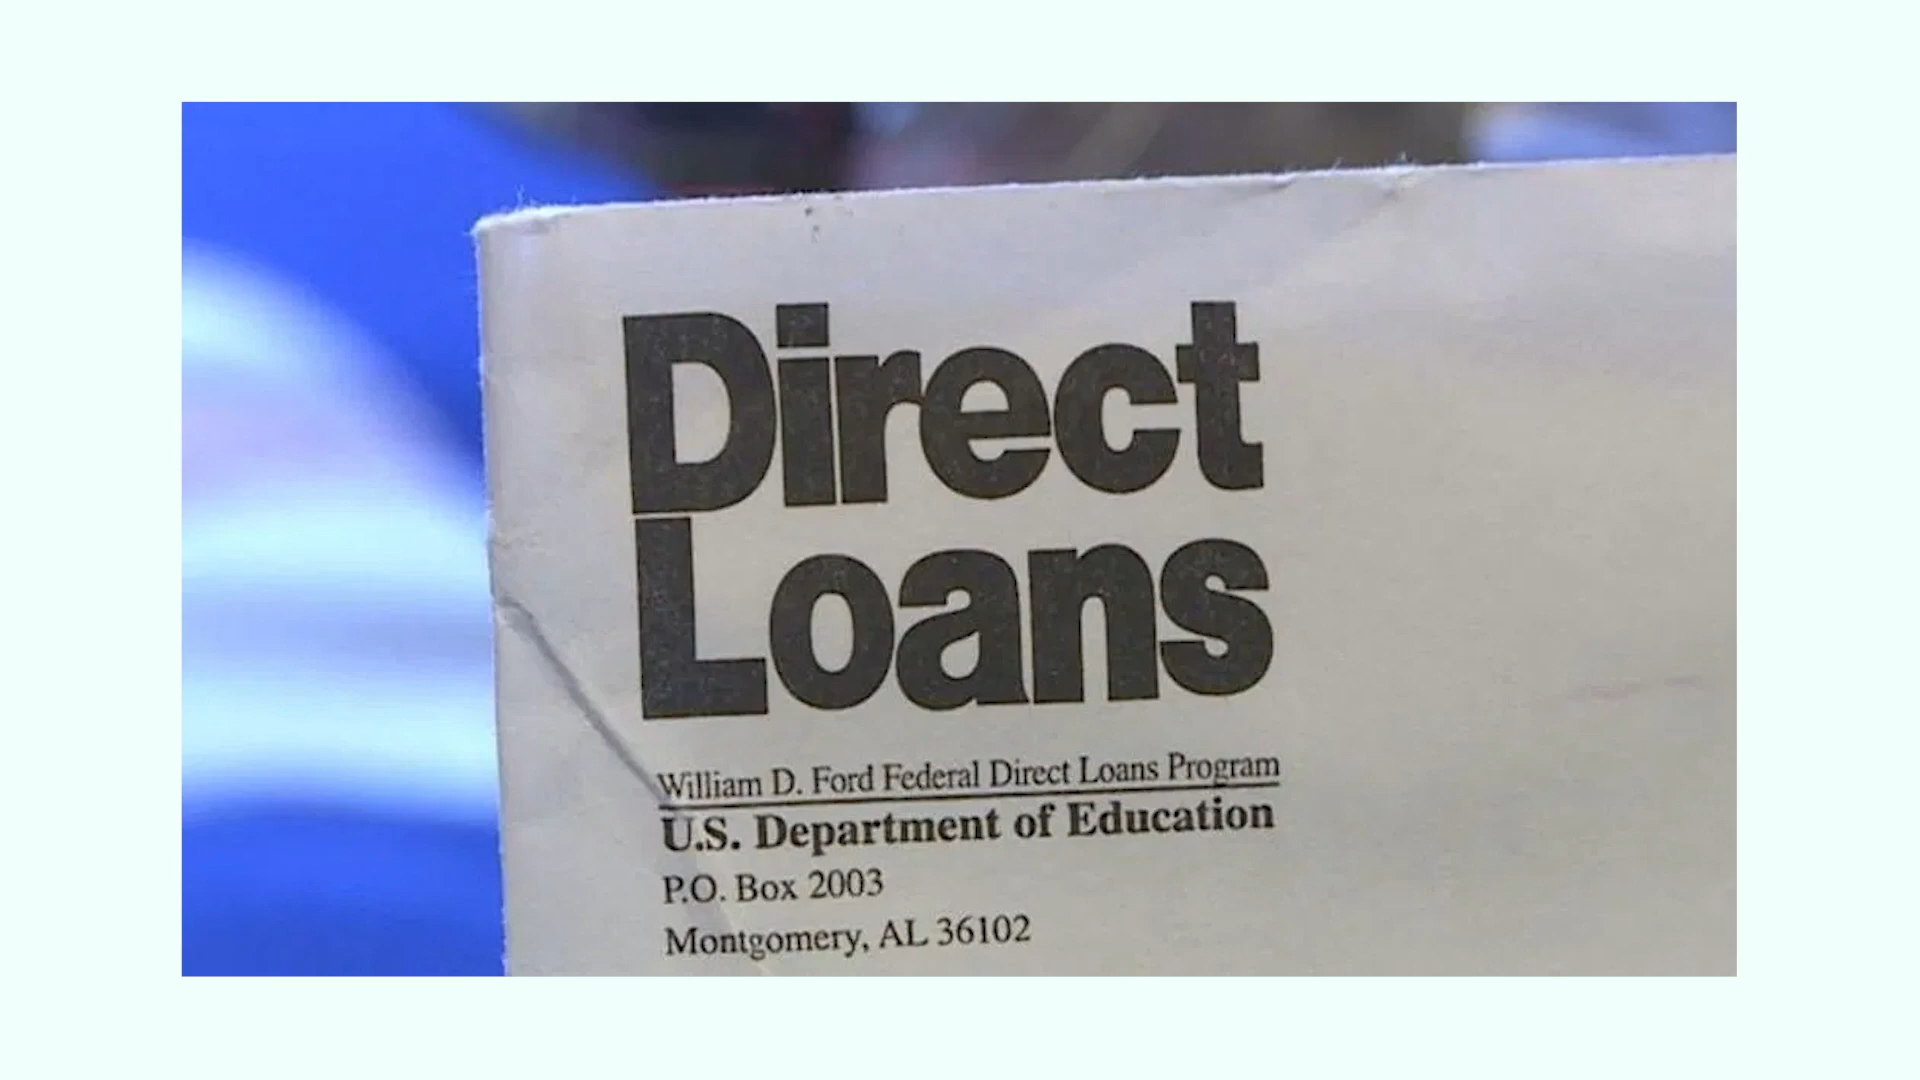 Direct
Loans
William D. Ford Federal Direct Loans Program
U.S. Department of Education
P.O. Box 2003
Montgomery, AL 36102